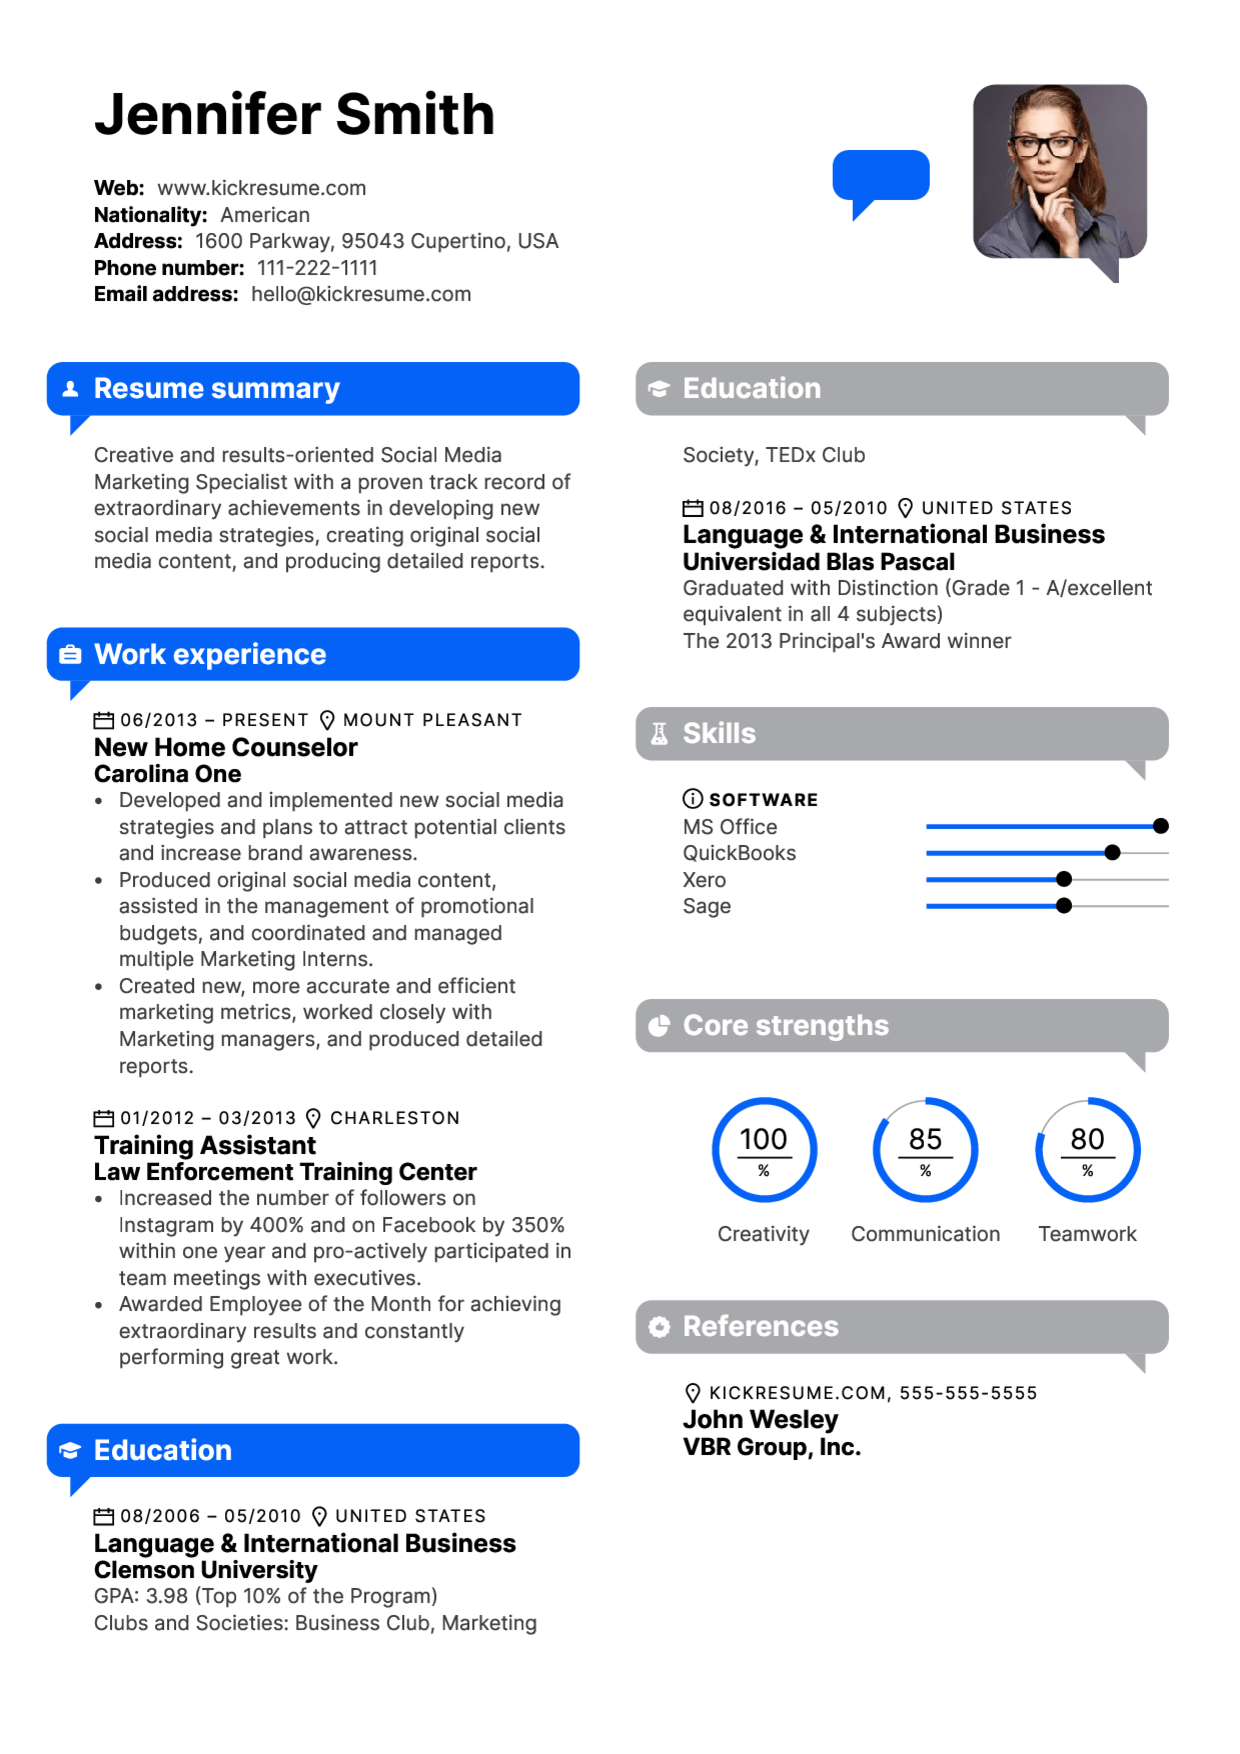 Jennifer Smith
Web: www.kickresume.com
Nationality: American
Address: 1600 Parkway, 95043 Cupertino, USA
Phone number: 111-222-1111
Email address: hello@kickresume.com
Resume summary
Creative and results-oriented Social Media
Marketing Specialist with a proven track record of
extraordinary achievements in developing new
social media strategies, creating original social
media content, and producing detailed reports.
Work experience
06/2013 – PRESENT MOUNT PLEASANT
New Home Counselor
Carolina One
• Developed and implemented new social media
strategies and plans to attract potential clients
and increase brand awareness.
• Produced original social media content,
assisted in the management of promotional
budgets, and coordinated and managed
multiple Marketing Interns.
• Created new, more accurate and efficient
marketing metrics, worked closely with
Marketing managers, and produced detailed
reports.
01/2012 – 03/2013 CHARLESTON
Training Assistant
Law Enforcement Training Center
• Increased the number of followers on
Instagram by 400% and on Facebook by 350%
within one year and pro-actively participated in
team meetings with executives.
• Awarded Employee of the Month for achieving
extraordinary results and constantly
performing great work.
Education
08/2006 – 05/2010 UNITED STATES
Language & International Business
Clemson University
GPA: 3.98 (Top 10% of the Program)
Clubs and Societies: Business Club, Marketing
Education
Society, TEDx Club
08/2016 – 05/2010 UNITED STATES
Language & International Business
Universidad Blas Pascal
Graduated with Distinction (Grade 1 - A/excellent
equivalent in all 4 subjects)
The 2013 Principal's Award winner
Skills
SOFTWARE
MS Office
QuickBooks
Xero
Sage
Core strengths
100 85 80
% % %
Creativity Communication Teamwork
References
KICKRESUME.COM, 555-555-5555
John Wesley
VBR Group, Inc.